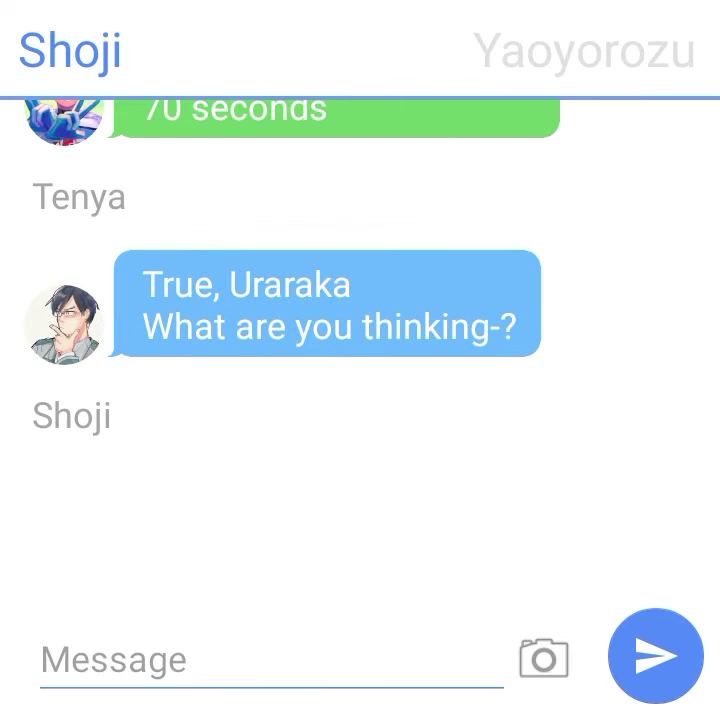 Shoji Yaoyorozu
70 seconds
Tenya
True, Uraraka
What are you thinking-?
Shoji
Message